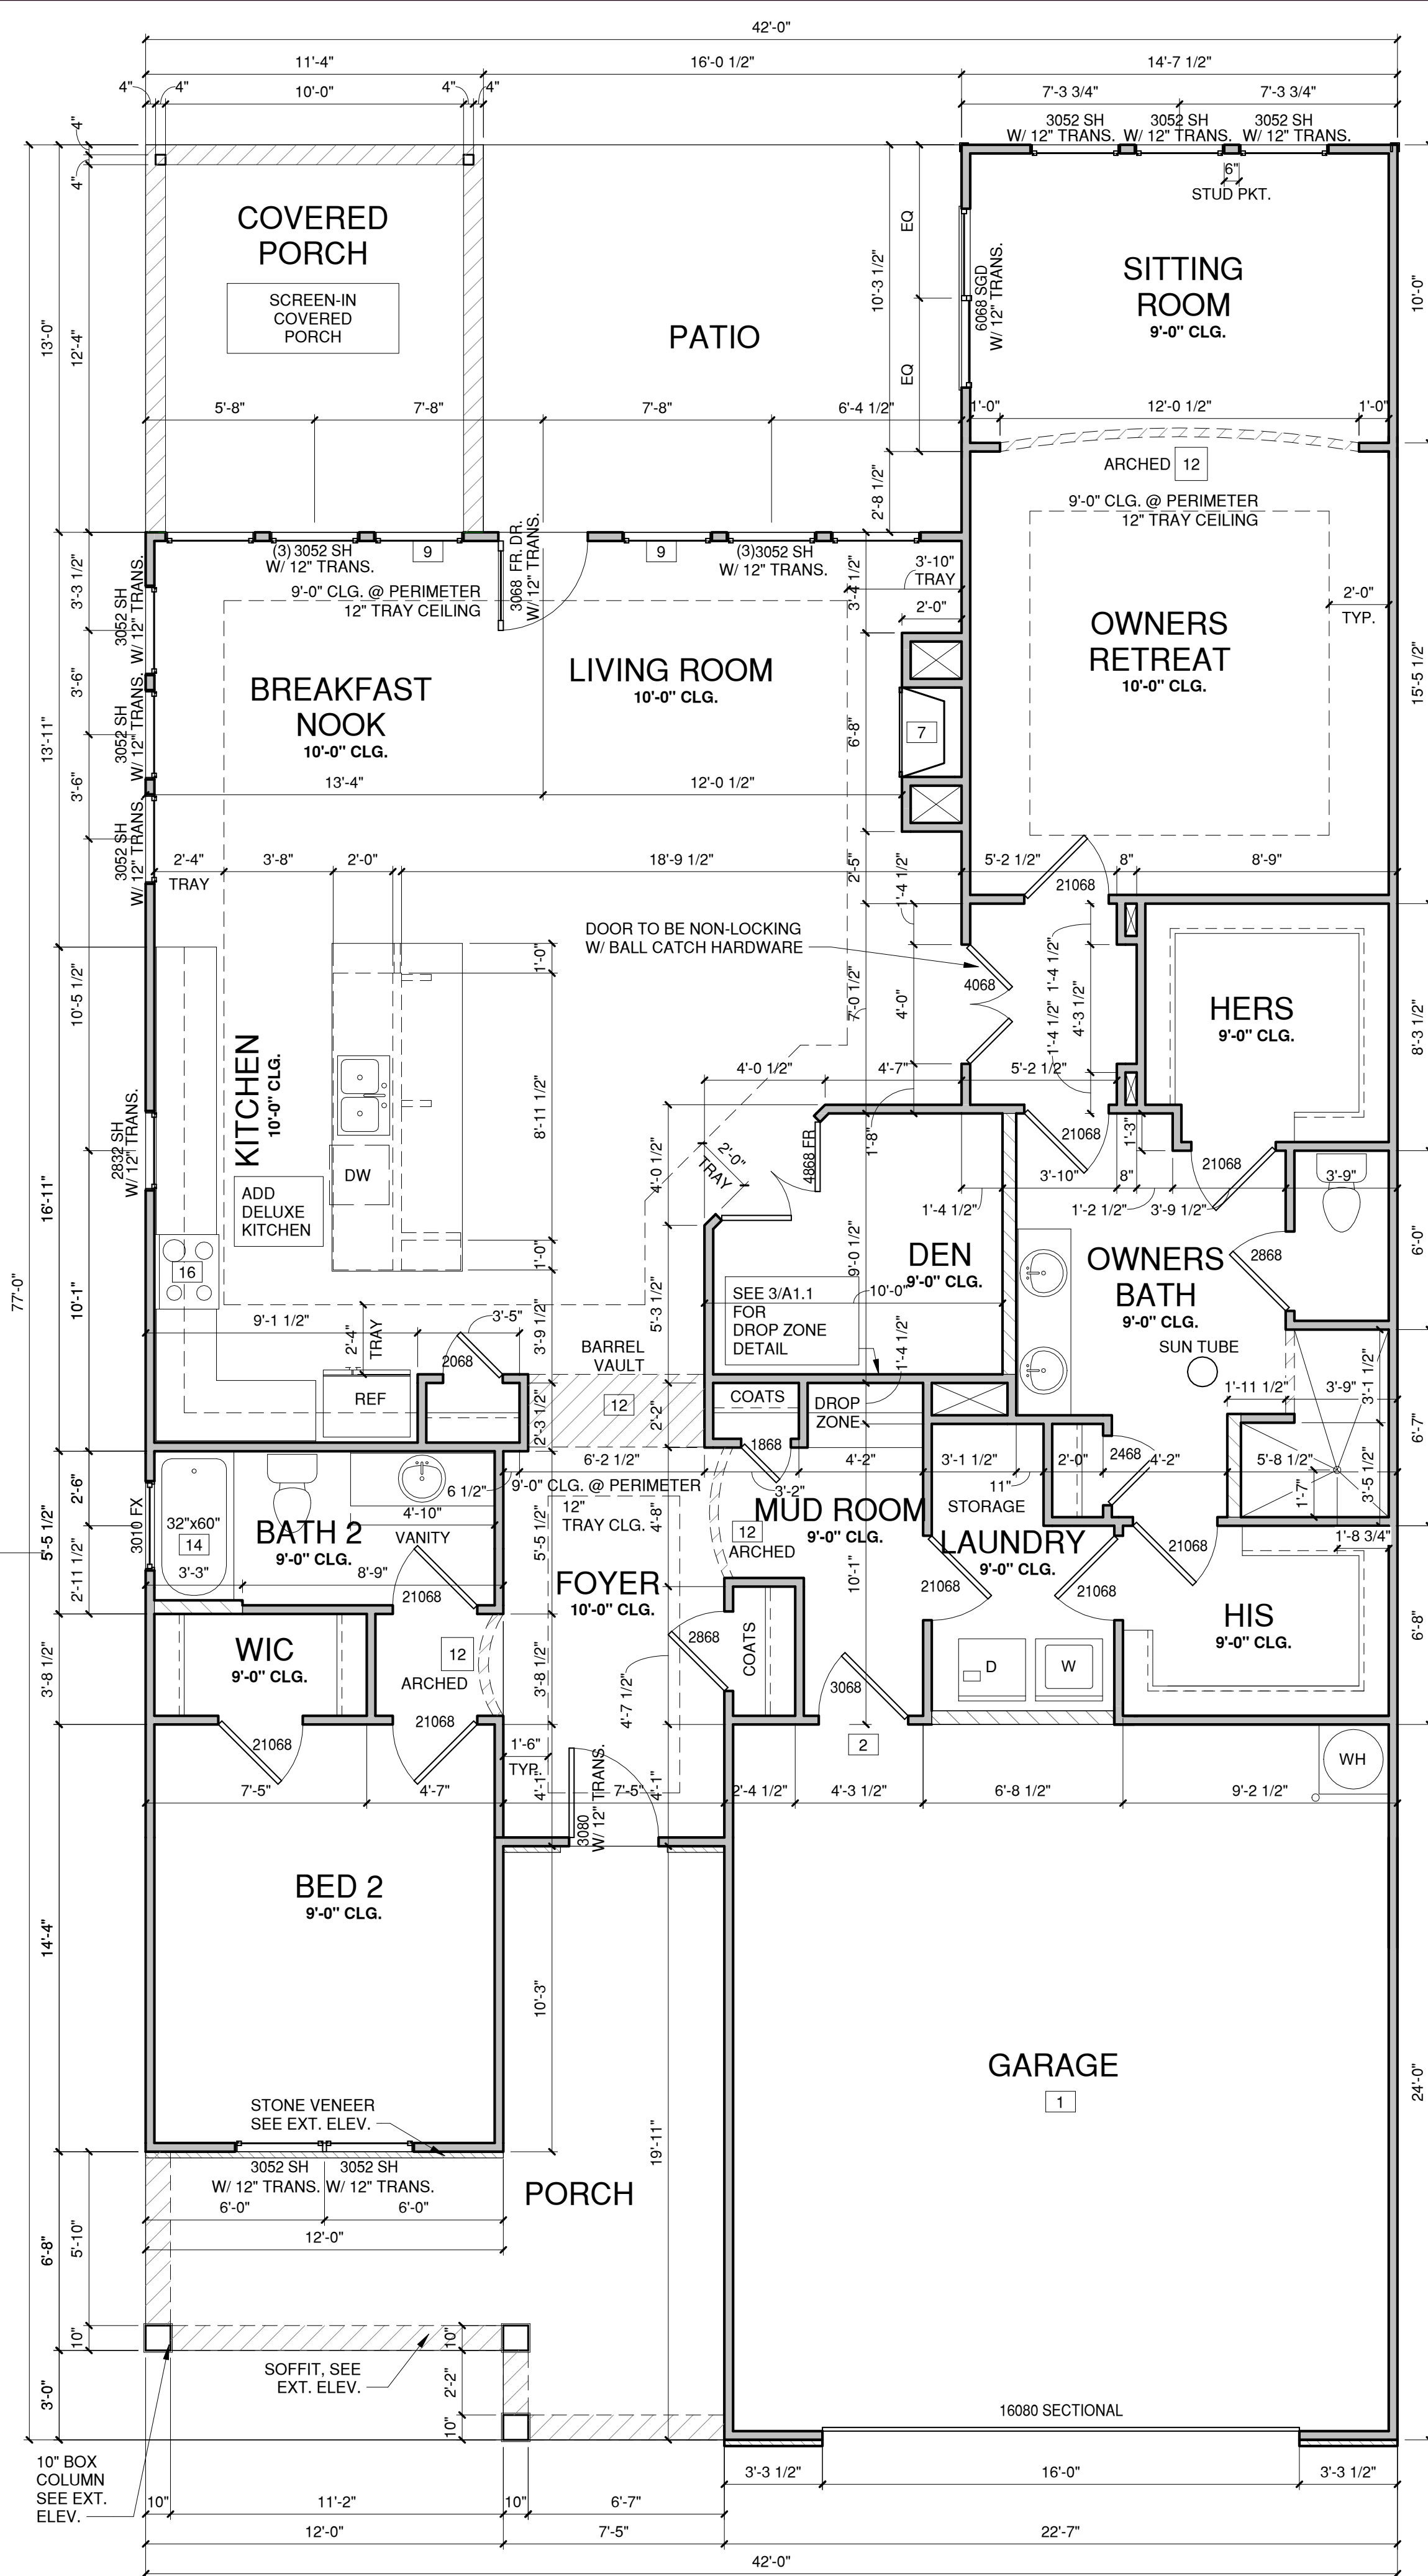 42'-0"
11'-4"
16'-0 1/2"
14'-7 1/2"
4"
4"
10'-0"
4"
4"
7'-3 3/4"
7'-3 3/4"
3052 SH
W/ 12" TRANS.
3052 SH
W/ 12" TRANS.
3052 SH
W/ 12" TRANS.
4"
4"
6"
STUD PKT.
COVERED
PORCH
SCREEN-IN
COVERED
PORCH
PATIO
SITTING
ROOM
9'-0" CLG.
EQ
EQ
10'-3 1/2"
6068 SGD
W/ 12" TRANS.
10'-0"
13'-0"
12'-4"
5'-8"
7'-8"
7'-8"
6'-4 1/2"
1'-0"
12'-0 1/2"
1'-0"
ARCHED
12
2'-8 1/2"
9'-0" CLG. @ PERIMETER
12" TRAY CEILING
(3) 3052 SH
W/ 12" TRANS.
9
3068 FR. DR.
W/ 12" TRANS.
9
(3)3052 SH
W/ 12" TRANS.
3'-10"
TRAY
3'-4 1/2"
2'-0"
9'-0" CLG. @ PERIMETER
12" TRAY CEILING
2'-0"
TYP.
3'-3 1/2"
3052 SH
W/ 12" TRANS.
3'-6"
3052 SH
W/ 12" TRANS.
3'-6"
3052 SH
W/ 12" TRANS.
13'-11"
BREAKFAST
NOOK
10'-0" CLG.
LIVING ROOM
10'-0" CLG.
OWNERS
RETREAT
10'-0" CLG.
15'-5 1/2"
6'-8"
7
13'-4"
12'-0 1/2"
2'-4"
TRAY
3'-8"
2'-0"
18'-9 1/2"
2'-5"
1'-4 1/2"
5'-2 1/2"
8"
8'-9"
21068
DOOR TO BE NON-LOCKING
W/ BALL CATCH HARDWARE
4068
1'-0"
10'-5 1/2"
7'-0 1/2"
4'-0"
1'-4 1/2"
1'-4 1/2"
4'-3 1/2"
HERS
9'-0" CLG.
8'-3 1/2"
KITCHEN
10'-0" CLG.
8'-11 1/2"
4'-0 1/2"
4'-7"
5'-2 1/2"
2832 SH
W/ 12" TRANS.
DW
ADD
DELUXE
KITCHEN
4'-0 1/2"
2'-0"
TRAY
4868 FR
1'-8"
21068
1'-3"
21068
3'-10"
8"
3'-9"
1'-4 1/2"
1'-2 1/2"
3'-9 1/2"
16'-11"
77'-0"
10'-1"
16
1'-0"
DEN
9'-0" CLG.
9'-0 1/2"
OWNERS
BATH
9'-0" CLG.
2868
6'-0"
SEE 3/A1.1
FOR
DROP ZONE
DETAIL
10'-0"
1'-4 1/2"
9'-1 1/2"
3'-5"
2'-4"
TRAY
2068
3'-9 1/2"
5'-3 1/2"
BARREL
VAULT
SUN TUBE
REF
12
2'-3 1/2"
2'-2"
COATS
DROP
ZONE
1'-11 1/2"
3'-9"
3'-1 1/2"
6'-7"
1868
2468
6'-2 1/2"
4'-2"
3'-1 1/2"
2'-0"
4'-2"
5'-8 1/2"
1'-7"
3'-5 1/2"
11"
STORAGE
2'-6"
3010 FX
5'-5 1/2"
2'-11 1/2"
32"x60"
14
3'-3"
BATH 2
9'-0" CLG.
4'-10"
VANITY
8'-9"
21068
6 1/2"
9'-0" CLG. @ PERIMETER
12"
TRAY CLG.
4'-8"
5'-5 1/2"
3'-2"
MUD ROOM
9'-0" CLG.
12
ARCHED
10'-1"
LAUNDRY
9'-0" CLG.
21068
21068
21068
1'-8 3/4"
FOYER
10'-0" CLG.
WIC
9'-0" CLG.
12
ARCHED
3'-8 1/2"
3'-8 1/2"
2868
COATS
4'-7 1/2"
3068
D
W
HIS
9'-0" CLG.
6'-8"
21068
21068
2
WH
1'-6"
TYP.
4'-1"
4'-1"
7'-5"
4'-7"
7'-5"
2'-4 1/2"
4'-3 1/2"
6'-8 1/2"
9'-2 1/2"
3080
W/ 12" TRANS.
BED 2
9'-0" CLG.
14'-4"
10'-3"
19'-11"
GARAGE
1
24'-0"
STONE VENEER
SEE EXT. ELEV.
3052 SH
W/ 12" TRANS.
3052 SH
W/ 12" TRANS.
6'-0"
6'-0"
12'-0"
PORCH
6'-8"
5'-10"
10"
10"
SOFFIT, SEE
EXT. ELEV.
3'-0"
2'-2"
10"
16080 SECTIONAL
10" BOX
COLUMN
SEE EXT.
ELEV.
3'-3 1/2"
16'-0"
3'-3 1/2"
10"
11'-2"
10"
6'-7"
12'-0"
7'-5"
22'-7"
42'-0"